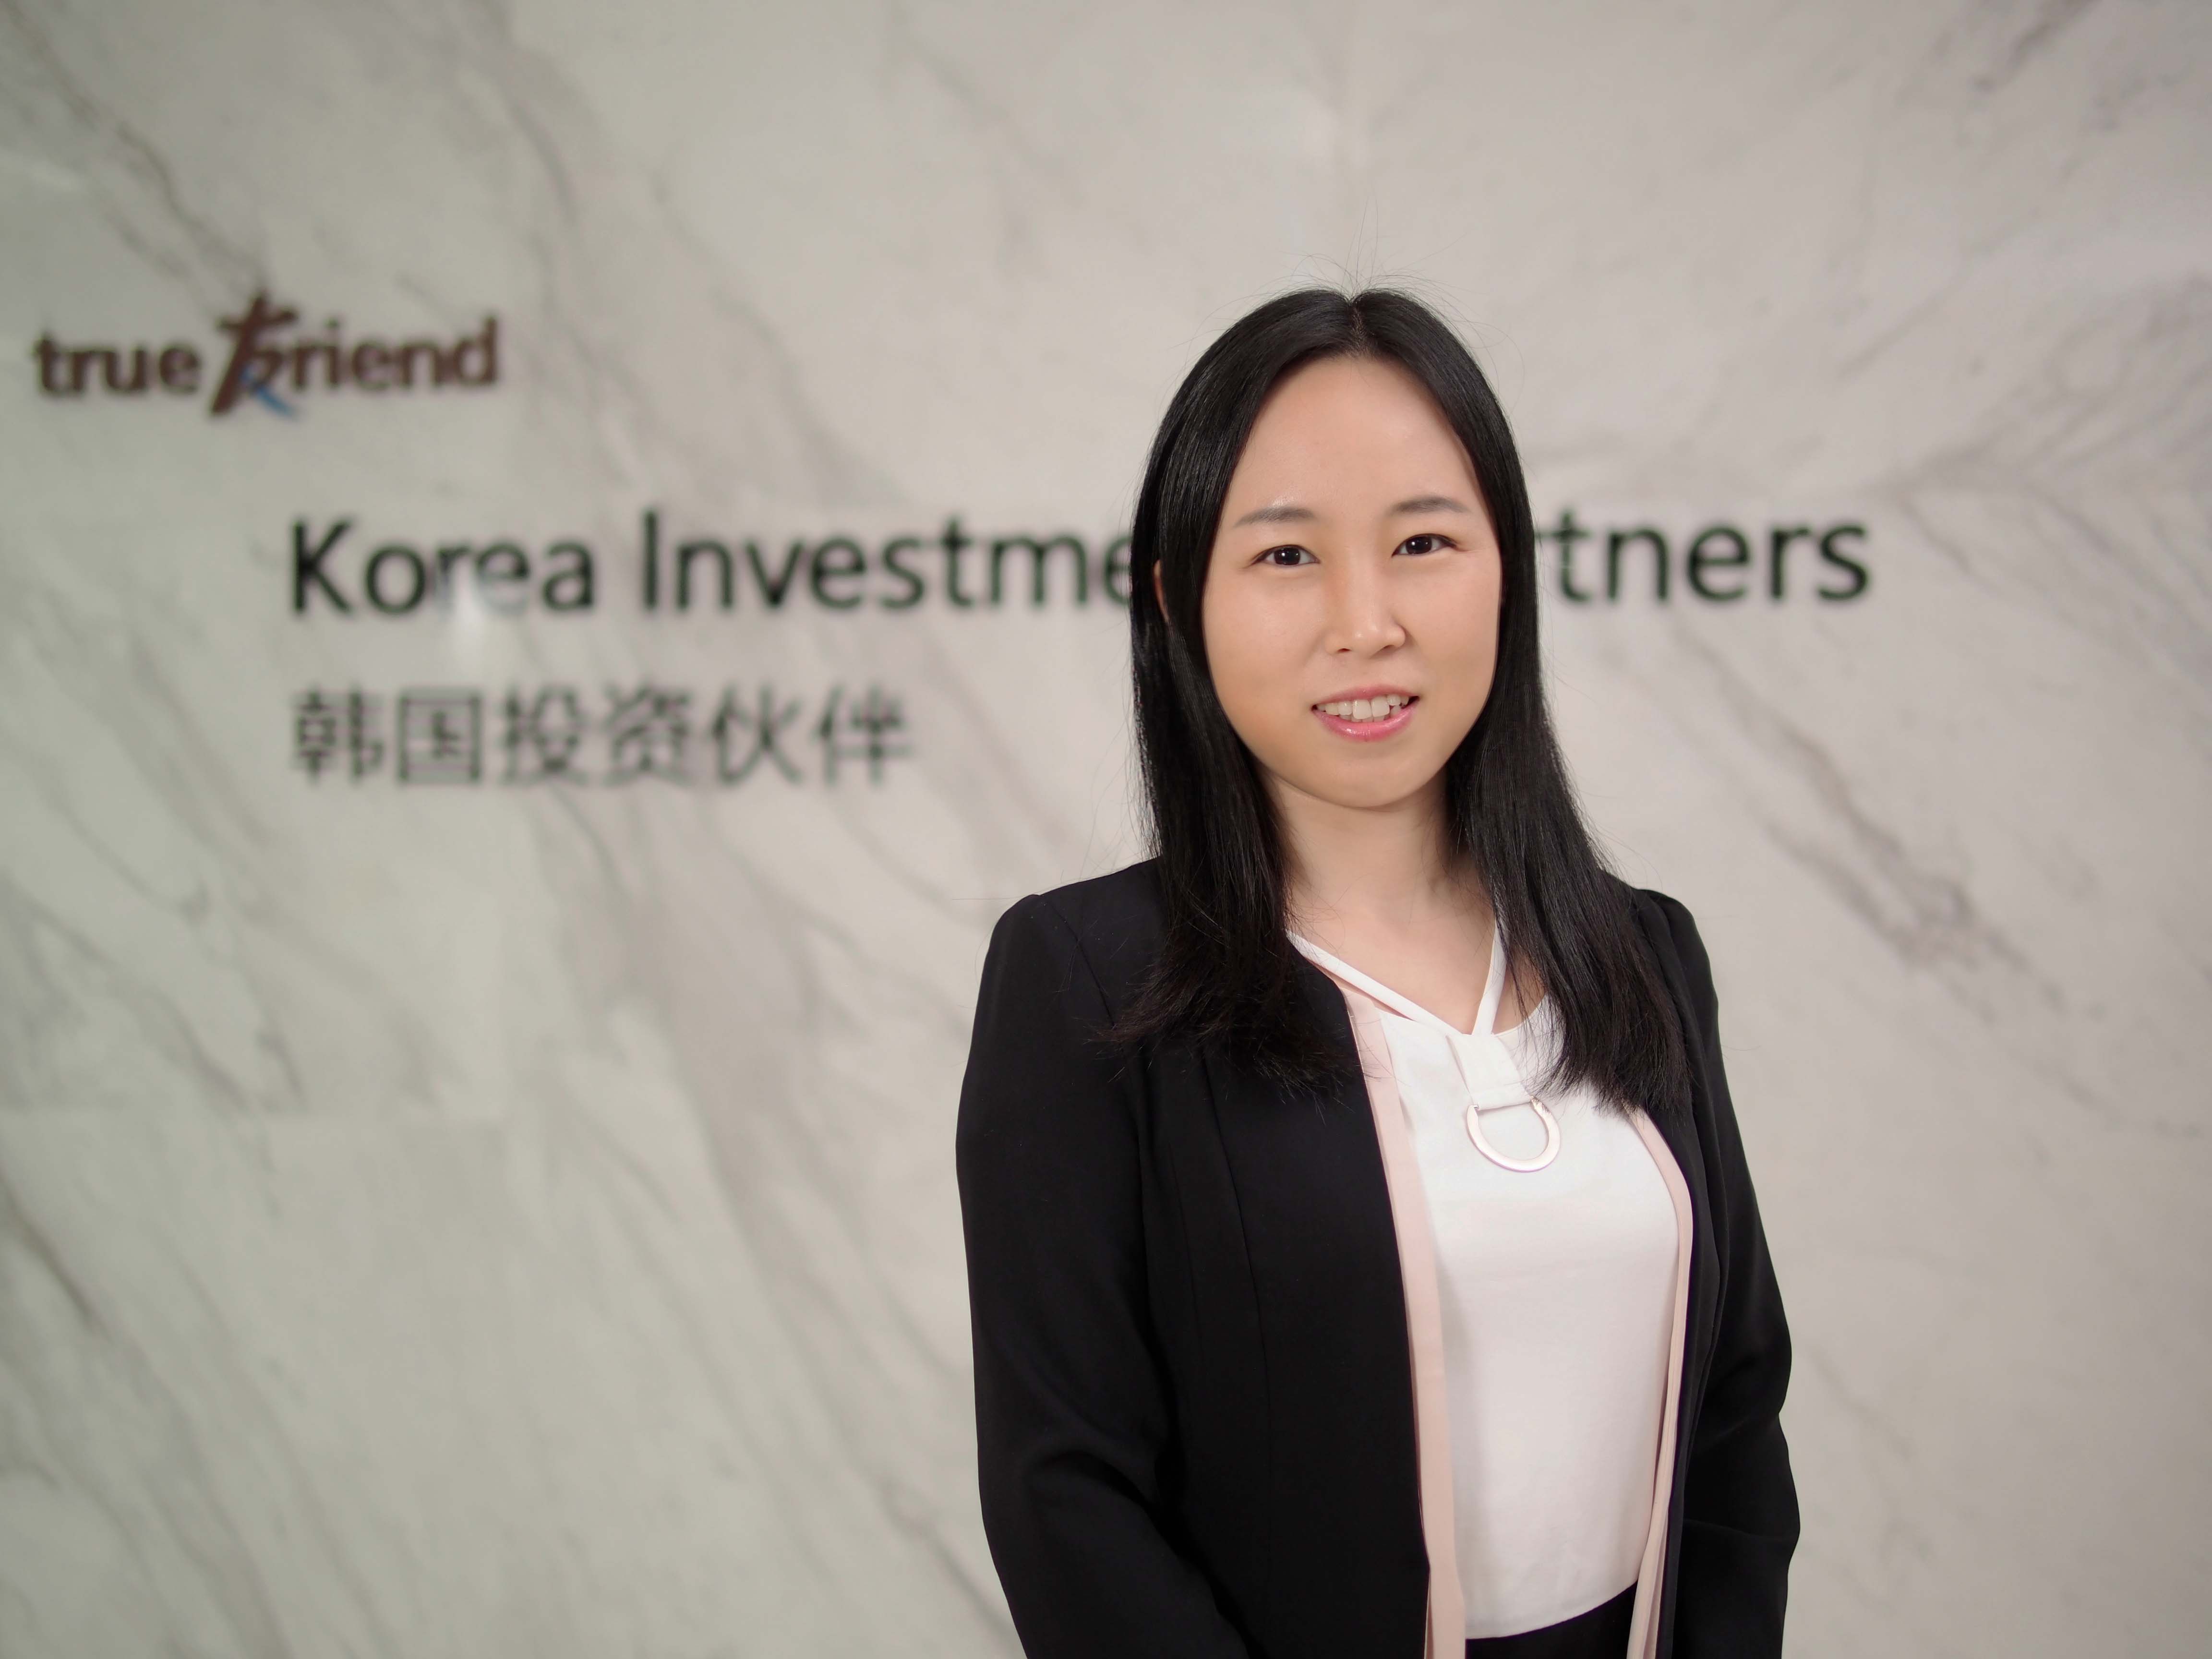 true friend
Korea Investme rtners
韩国投资伙伴